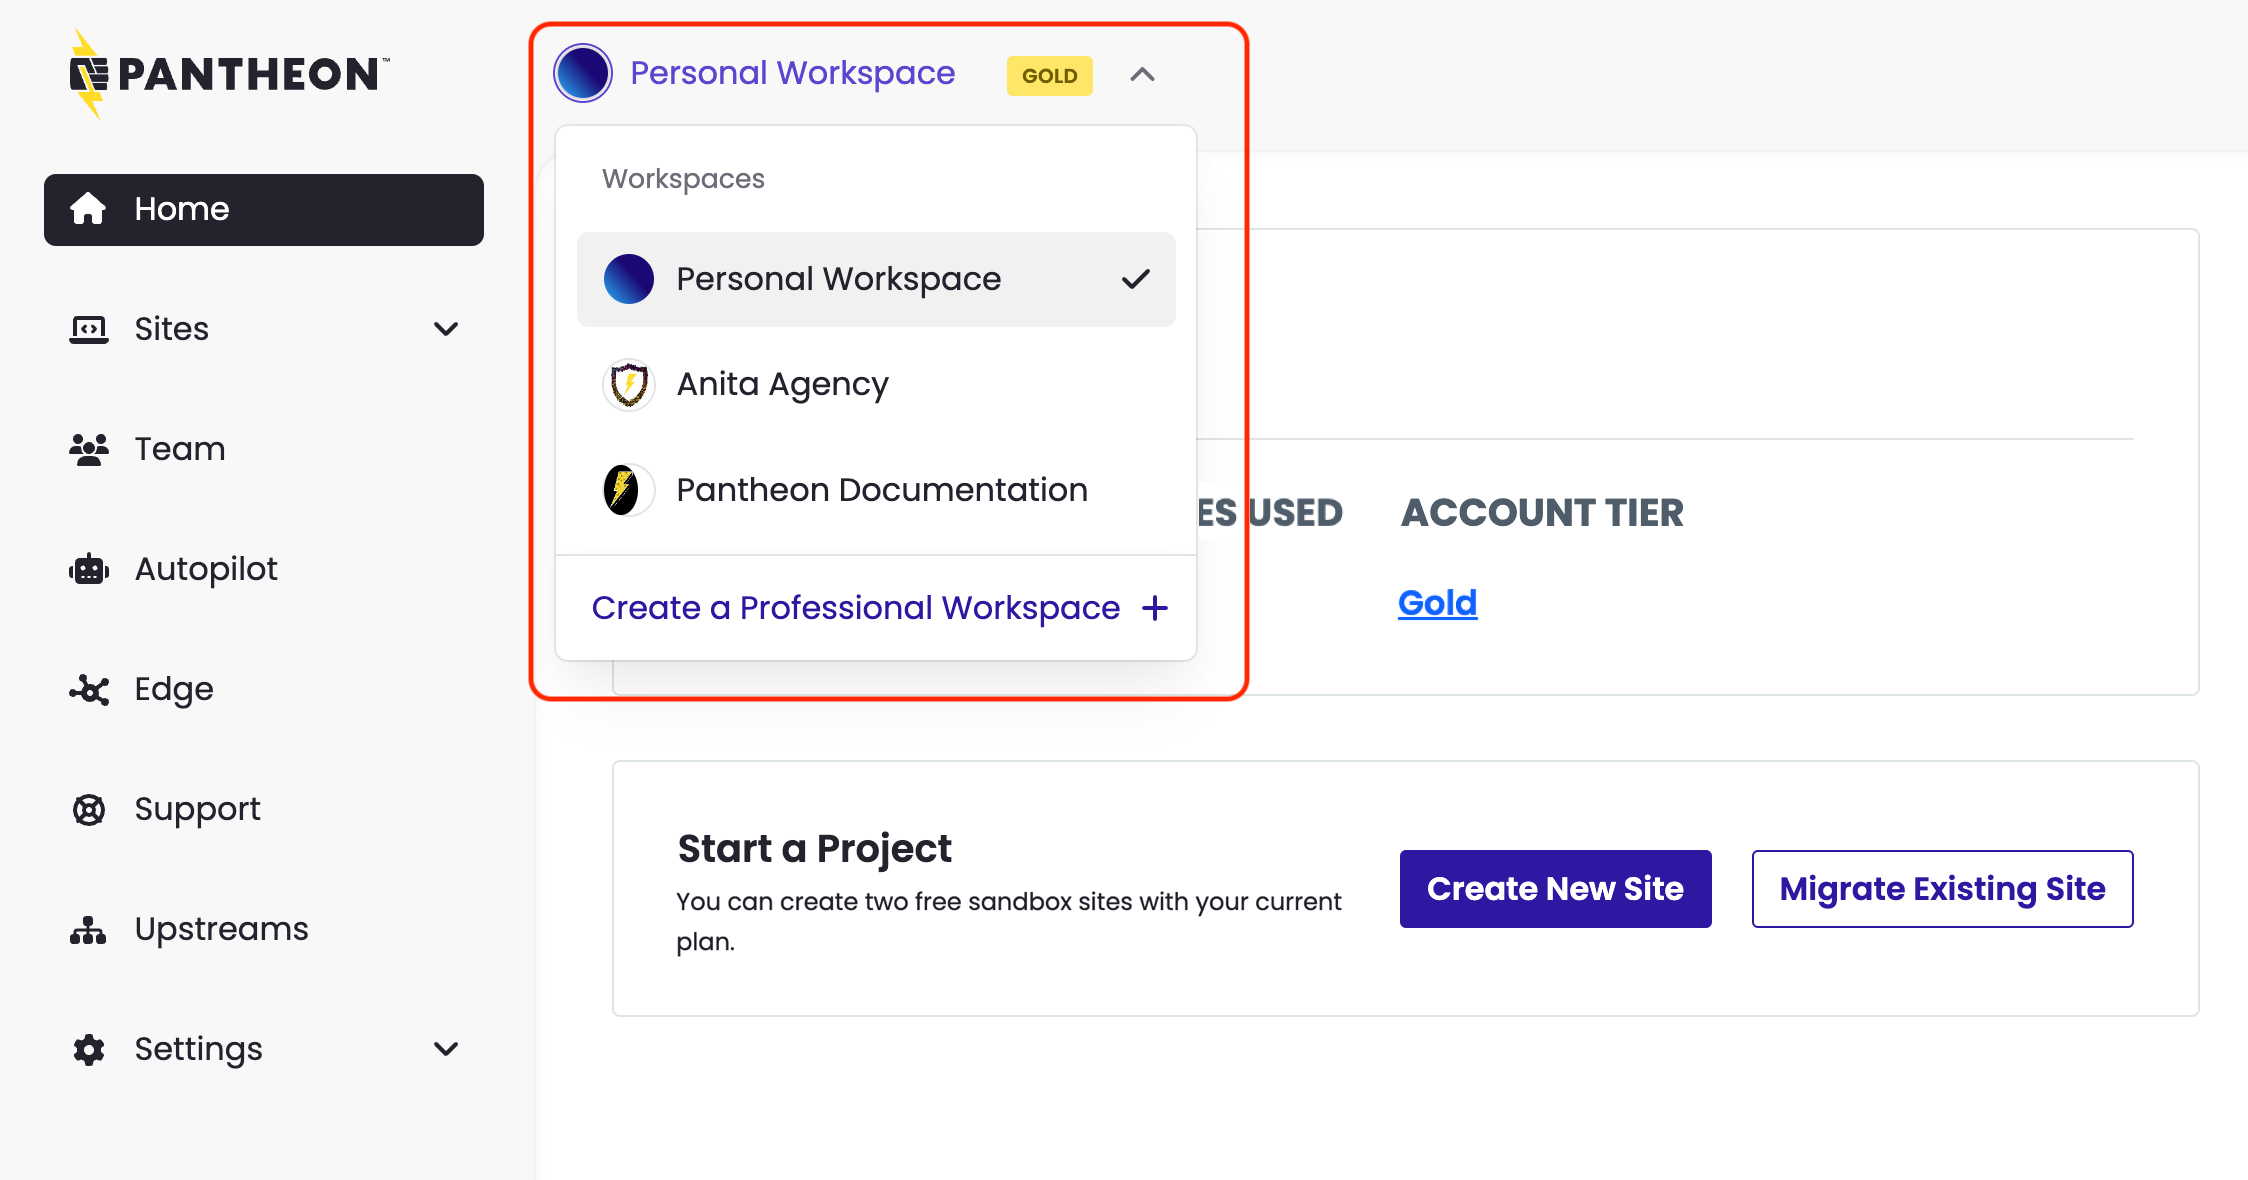 PANTHEON™
Personal Workspace GOLD
Workspaces
Personal Workspace
Anita Agency
Pantheon Documentation
Create a Professional Workspace +
Home
Sites
Team
Autopilot
Edge
Support
Upstreams
Settings
USED
ACCOUNT TIER
Gold
Start a Project
You can create two free sandbox sites with your current
plan.
Create New Site
Migrate Existing Site